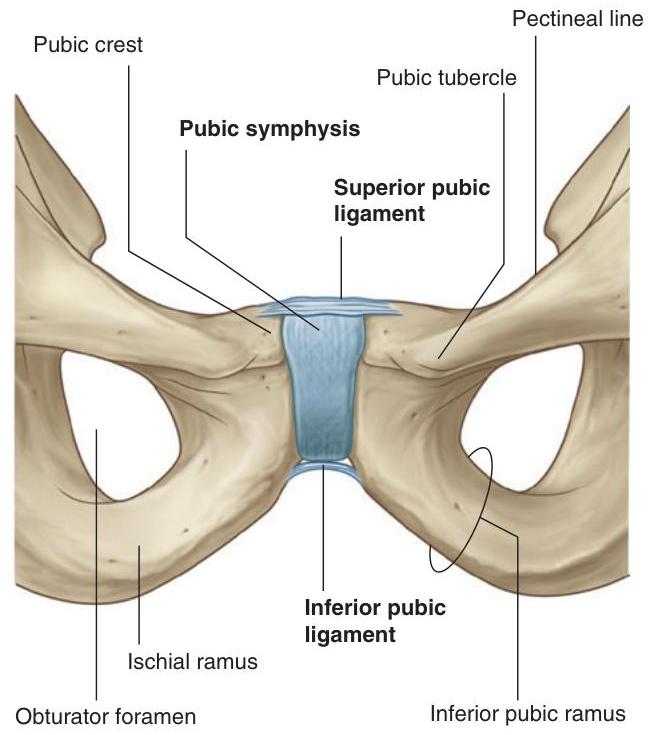 Pectineal line
Pubic crest
Pubic tubercle
Pubic symphysis
Superior pubic
ligament
Inferior pubic
ligament
Ischial ramus
Obturator foramen
Inferior pubic ramus